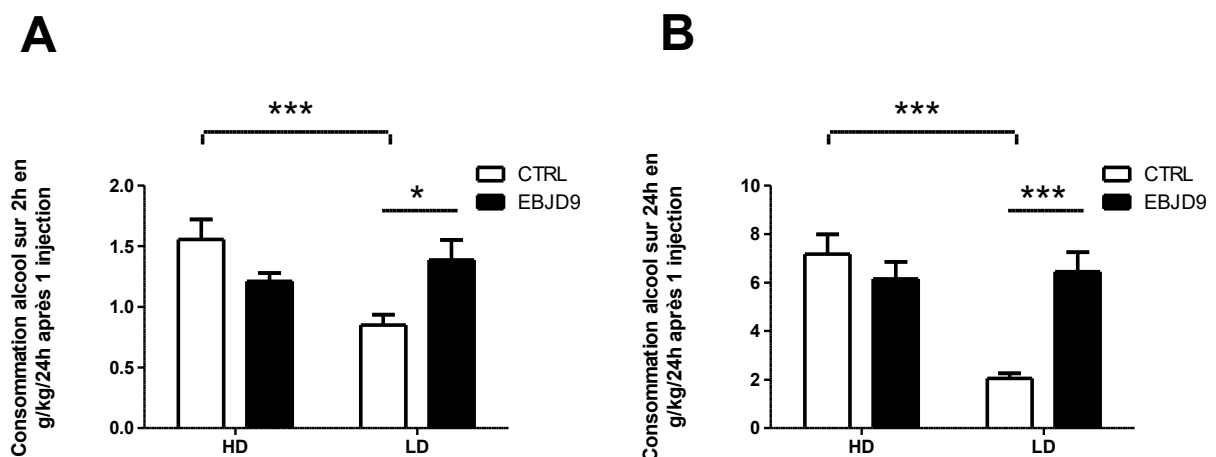 A
***
Consommation alcool sur 2h en
g/kg/24h après 1 injection
CTRL
EBJD9
2.0
*
1.5
1.0
0.5
0.0
HD
LD
B
***
Consommation alcool sur 24h en
g/kg/24h après 1 injection
CTRL
EBJD9
10
***
8
6
4
2
0
HD
LD